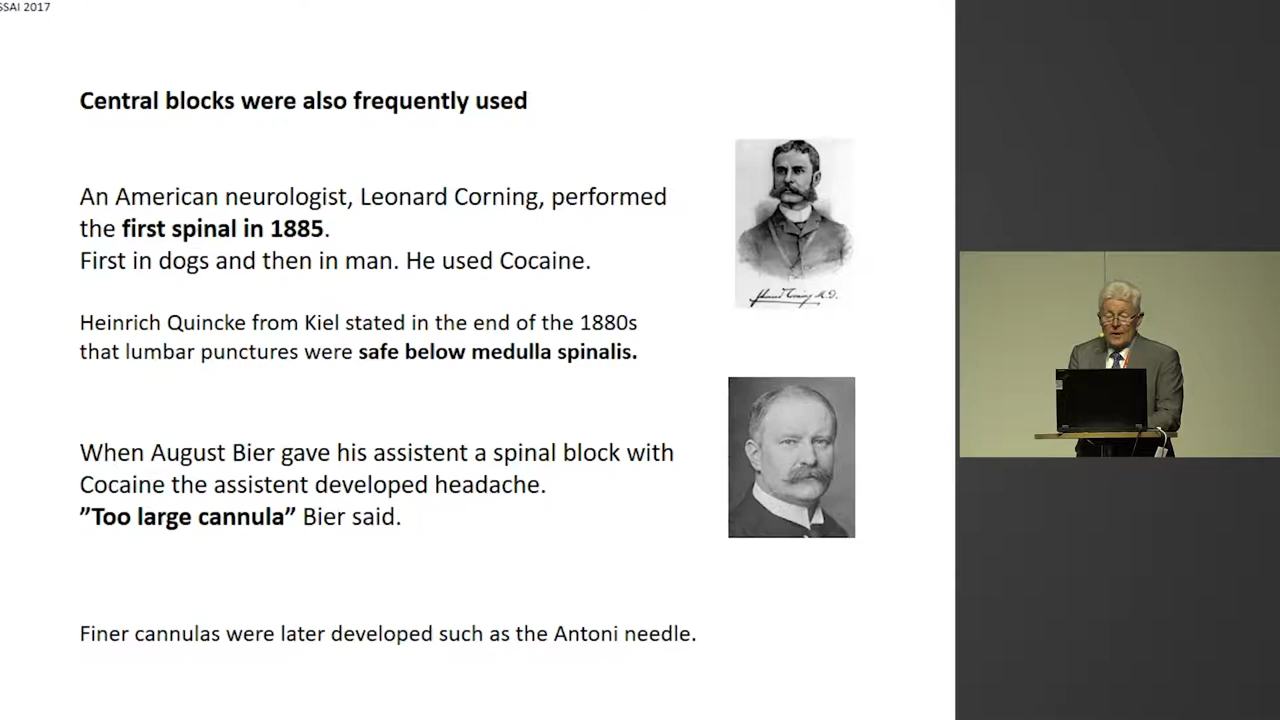 SSAI 2017
Central blocks were also frequently used
An American neurologist, Leonard Corning, performed
the first spinal in 1885.
First in dogs and then in man. He used Cocaine.
Heinrich Quincke from Kiel stated in the end of the 1880s
that lumbar punctures were safe below medulla spinalis.
When August Bier gave his assistent a spinal block with
Cocaine the assistent developed headache.
”Too large cannula” Bier said.
Finer cannulas were later developed such as the Antoni needle.